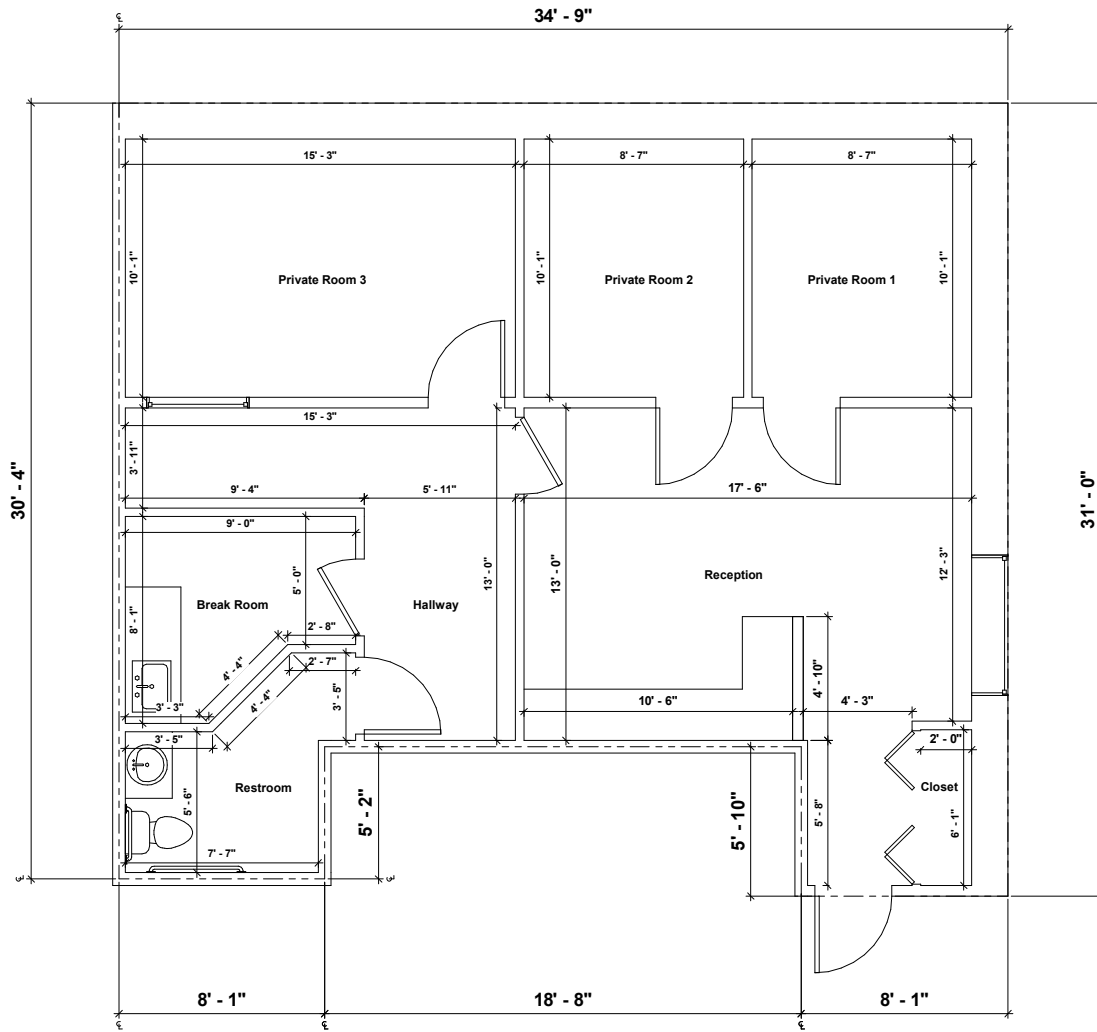 ℄
34' - 9"
15' - 3"
8' - 7"
8' - 7"
10' - 1"
10' - 1"
10' - 1"
Private Room 3
Private Room 2
Private Room 1
15' - 3"
3' - 11"
9' - 4"
5' - 11"
17' - 6"
30' - 4"
31' - 0"
9' - 0"
5' - 0"
13' - 0"
13' - 0"
12' - 3"
Reception
Break Room
Hallway
8' - 1"
2' - 8"
4' - 4"
2' - 7"
4' - 4"
3' - 5"
10' - 6"
4' - 10"
4' - 3"
3' - 3"
3' - 5"
2' - 0"
Restroom
Closet
5' - 6"
5' - 2"
5' - 10"
5' - 8"
6' - 1"
7' - 7"
℄
℄
8' - 1"
18' - 8"
8' - 1"
℄
℄
℄